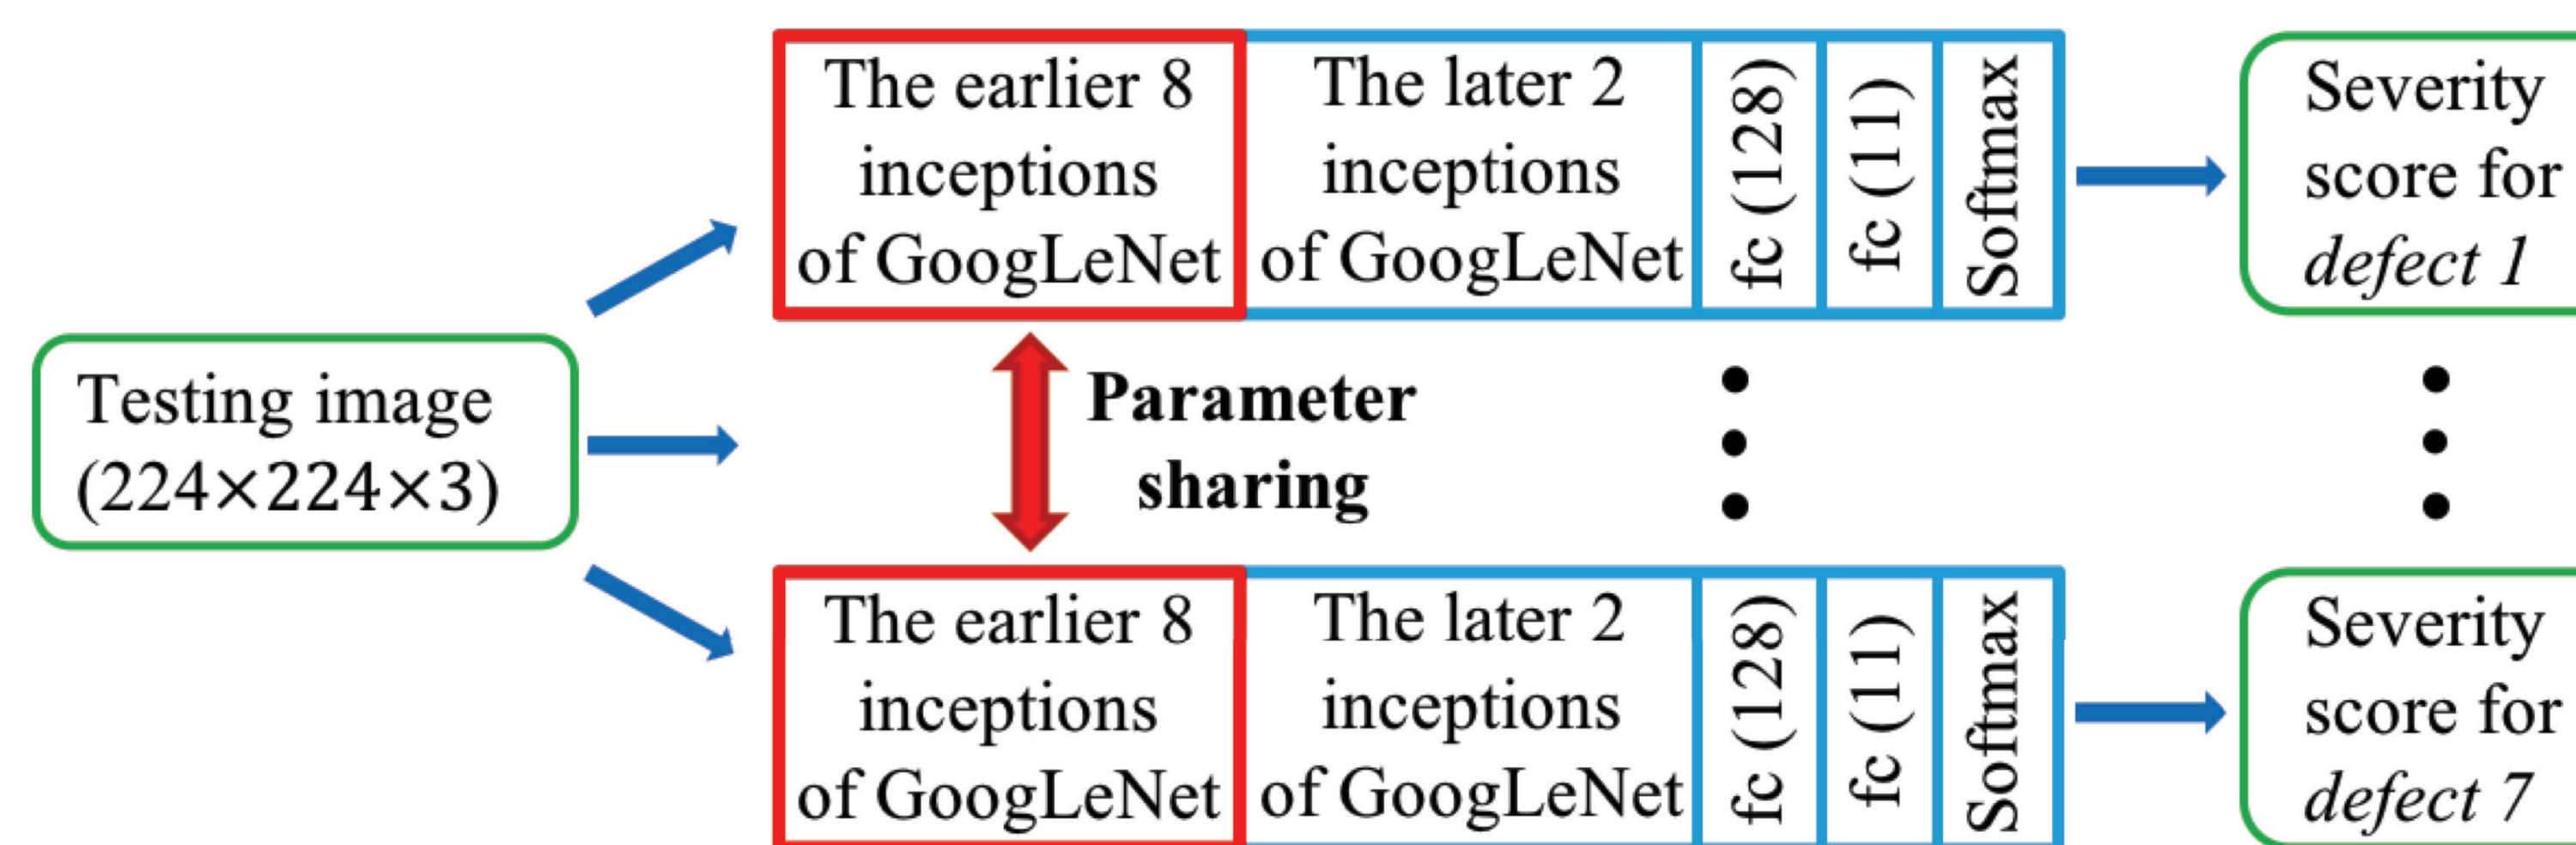 The earlier 8
inceptions
of GoogLeNet
The later 2
inceptions
of GoogLeNet
fc (128)
fc (11)
Softmax
Severity
score for
defect 1
Testing image
(224×224×3)
Parameter
sharing
The earlier 8
inceptions
of GoogLeNet
The later 2
inceptions
of GoogLeNet
fc (128)
fc (11)
Softmax
Severity
score for
defect 7